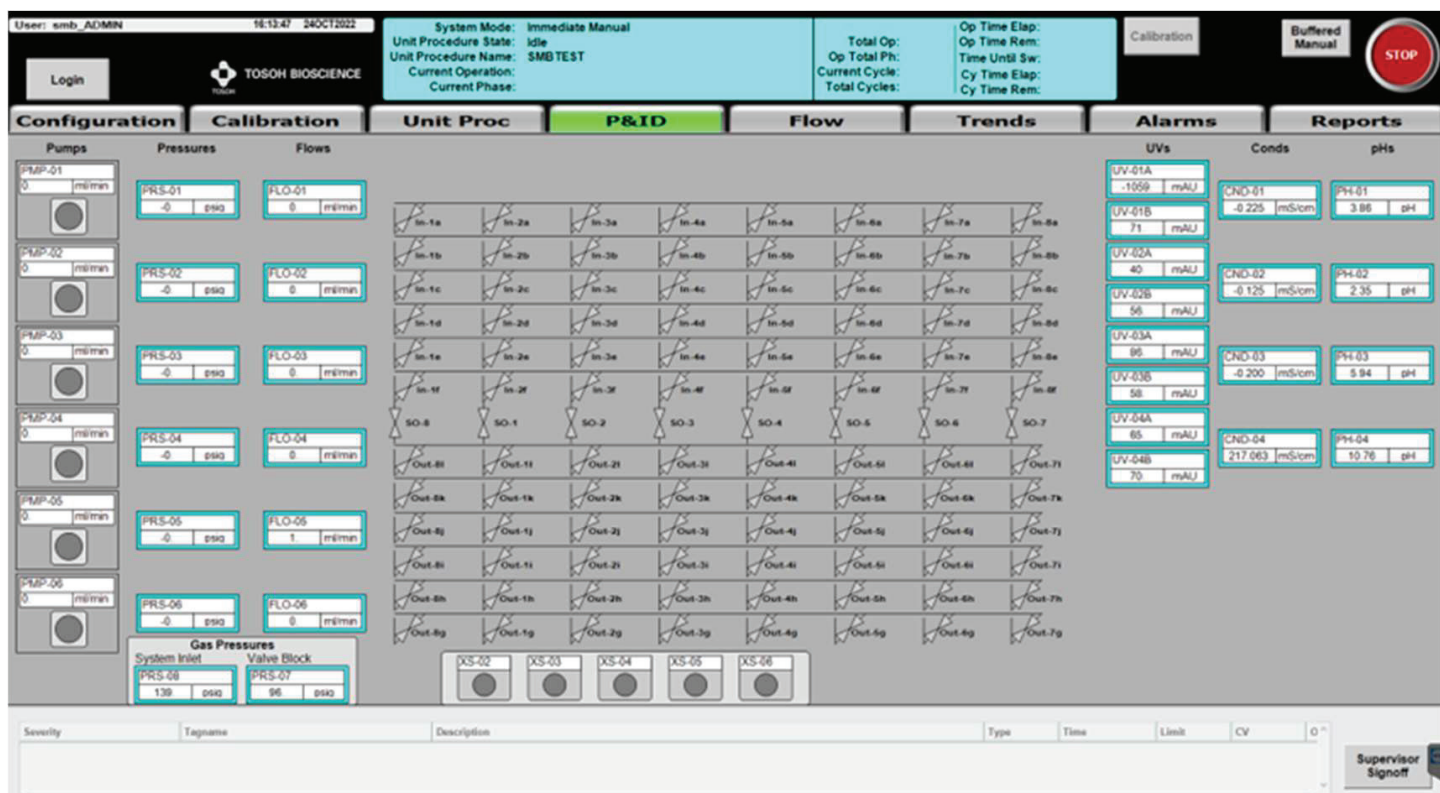 User: smb_ADMIN 16:13:47 24OCT2022
Login
TOSOH BIOSCIENCE
TOSOH
System Mode: Immediate Manual
Unit Procedure State: Idle
Unit Procedure Name: SMBTEST
Current Operation:
Current Phase:
Total Op:
Op Total Ph:
Current Cycle:
Total Cycles:
Op Time Elap:
Op Time Rem:
Time Until Sw:
Cy Time Elap:
Cy Time Rem:
Calibration
Buffered
Manual
STOP
Configuration Calibration Unit Proc P&ID Flow Trends Alarms Reports
Pumps Pressures Flows
PMP-01
0. ml/min
PRS-01
-0. psig
FLO-01
0. ml/min
PMP-02
0. ml/min
PRS-02
-0. psig
FLO-02
0. ml/min
PMP-03
0. ml/min
PRS-03
-0. psig
FLO-03
0. ml/min
PMP-04
0. ml/min
PRS-04
-0. psig
FLO-04
0. ml/min
PMP-05
0. ml/min
PRS-05
-0. psig
FLO-05
1. ml/min
PMP-06
0. ml/min
PRS-06
-0. psig
FLO-06
0. ml/min
Gas Pressures
System Inlet Valve Block
PRS-08 PRS-07
139. psig 96. psig
In-1a In-2a In-3a In-4a In-5a In-6a In-7a In-8a
In-1b In-2b In-3b In-4b In-5b In-6b In-7b In-8b
In-1c In-2c In-3c In-4c In-5c In-6c In-7c In-8c
In-1d In-2d In-3d In-4d In-5d In-6d In-7d In-8d
In-1e In-2e In-3e In-4e In-5e In-6e In-7e In-8e
In-1f In-2f In-3f In-4f In-5f In-6f In-7f In-8f
SO-8 SO-1 SO-2 SO-3 SO-4 SO-5 SO-6 SO-7
Out-8l Out-1l Out-2l Out-3l Out-4l Out-5l Out-6l Out-7l
Out-8k Out-1k Out-2k Out-3k Out-4k Out-5k Out-6k Out-7k
Out-8j Out-1j Out-2j Out-3j Out-4j Out-5j Out-6j Out-7j
Out-8i Out-1i Out-2i Out-3i Out-4i Out-5i Out-6i Out-7i
Out-8h Out-1h Out-2h Out-3h Out-4h Out-5h Out-6h Out-7h
Out-8g Out-1g Out-2g Out-3g Out-4g Out-5g Out-6g Out-7g
XS-02 XS-03 XS-04 XS-05 XS-06
UVs Conds pHs
UV-01A
-1059 mAU
UV-01B
71. mAU
CND-01
-0.225 mS/cm
PH-01
3.86 pH
UV-02A
40 mAU
UV-02B
56. mAU
CND-02
-0.125 mS/cm
PH-02
2.35 pH
UV-03A
86. mAU
UV-03B
58. mAU
CND-03
-0.200 mS/cm
PH-03
5.94 pH
UV-04A
65 mAU
UV-04B
70 mAU
CND-04
217.063 mS/cm
PH-04
10.76 pH
Severity Tagname Description Type Time Limit CV O
Supervisor
Signoff